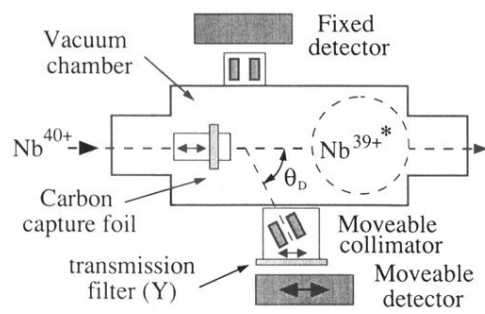 Fixed
detector
Vacuum
chamber
Nb40+
Nb39+*
θD
Carbon
capture foil
Moveable
collimator
transmission
filter (Y)
Moveable
detector